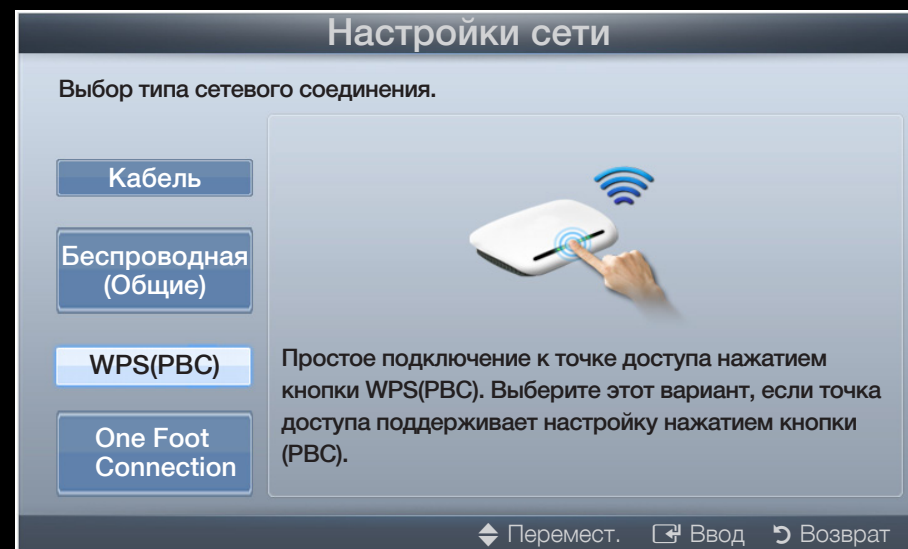 Настройки сети
Выбор типа сетевого соединения.
Кабель
Беспроводная
(Общие)
WPS(PBC)
One Foot
Connection
Простое подключение к точке доступа нажатием
кнопки WPS(PBC). Выберите этот вариант, если точка
доступа поддерживает настройку нажатием кнопки
(PBC).
Перемест. Ввод Возврат